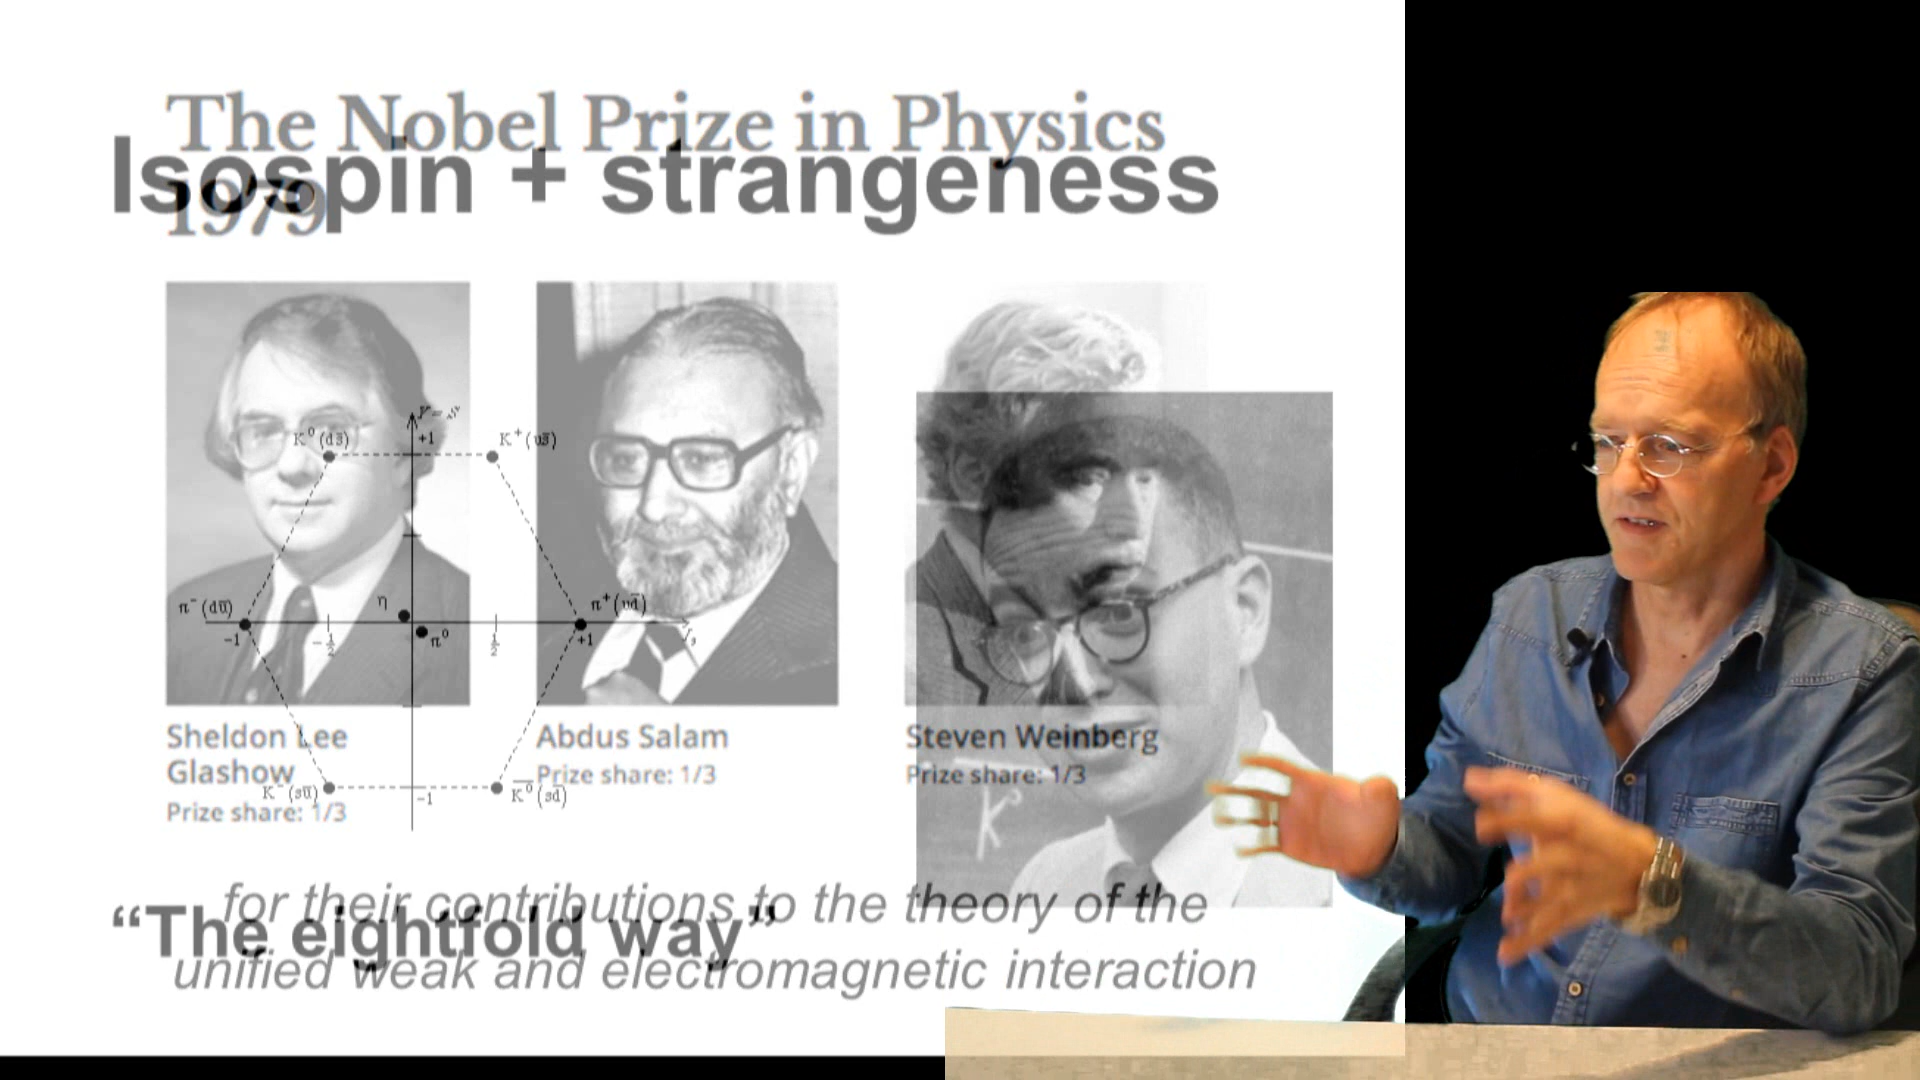 The Nobel Prize in Physics
1979
Isospin + strangeness
Y = S
K⁰(ds̄)
+1
K⁺(us̄)
π⁻(dū)
η
π⁺(ud̄)
-1
-1/2
π⁰
1/2
+1
I₃
Sheldon Lee
Glashow
Prize share: 1/3
Abdus Salam
Prize share: 1/3
Steven Weinberg
Prize share: 1/3
K⁻(sū)
-1
K̄⁰(sd̄)
K⁰
for their contributions to the theory of the
unified weak and electromagnetic interaction
“The eightfold way”